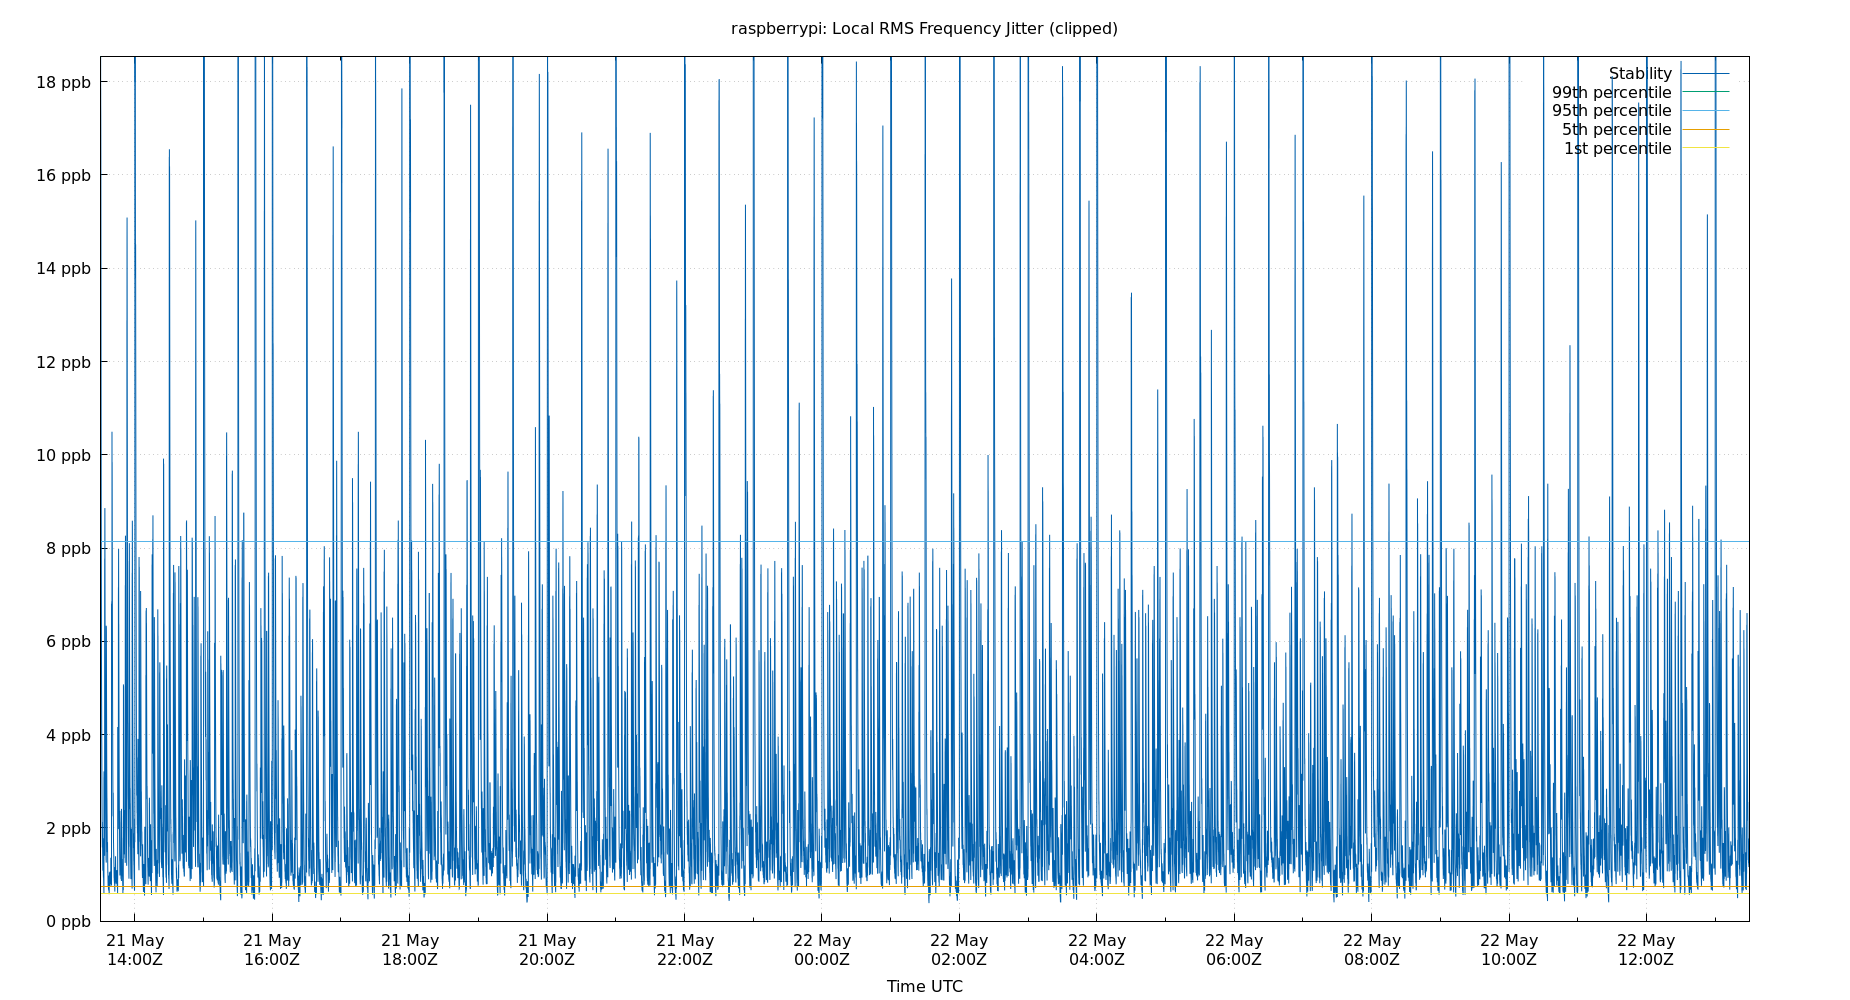 raspberrypi: Local RMS Frequency Jitter (clipped)
18 ppb
16 ppb
14 ppb
12 ppb
10 ppb
8 ppb
6 ppb
4 ppb
2 ppb
0 ppb
Stability
99th percentile
95th percentile
5th percentile
1st percentile
21 May 21 May 21 May 21 May 21 May 22 May 22 May 22 May 22 May 22 May 22 May 22 May
14:00Z 16:00Z 18:00Z 20:00Z 22:00Z 00:00Z 02:00Z 04:00Z 06:00Z 08:00Z 10:00Z 12:00Z
Time UTC